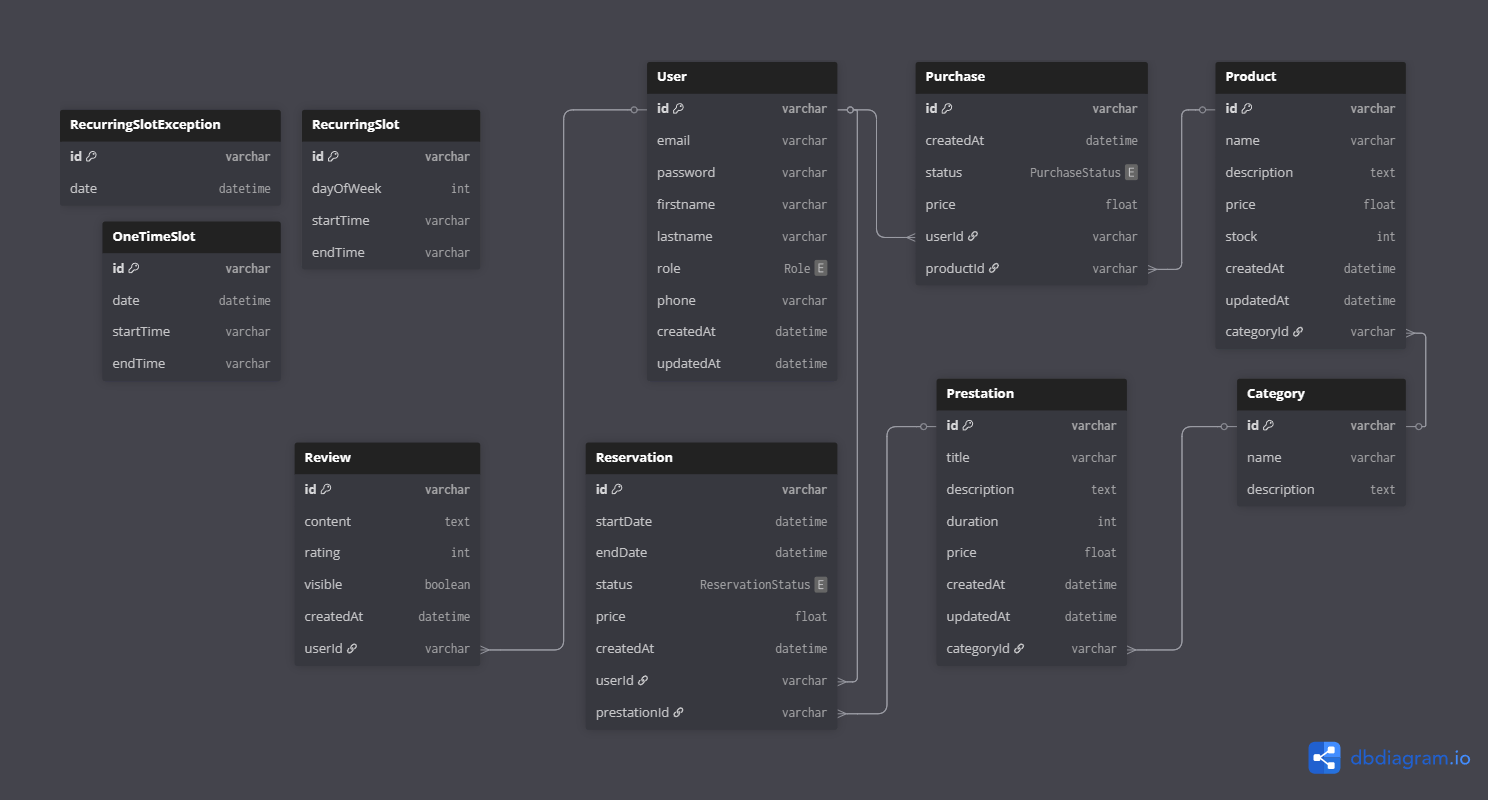 RecurringSlotException
id varchar
date datetime
OneTimeSlot
id varchar
date datetime
startTime varchar
endTime varchar
RecurringSlot
id varchar
dayOfWeek int
startTime varchar
endTime varchar
User
id varchar
email varchar
password varchar
firstname varchar
lastname varchar
role Role E
phone varchar
createdAt datetime
updatedAt datetime
Purchase
id varchar
createdAt datetime
status PurchaseStatus E
price float
userId varchar
productId varchar
Product
id varchar
name varchar
description text
price float
stock int
createdAt datetime
updatedAt datetime
categoryId varchar
Review
id varchar
content text
rating int
visible boolean
createdAt datetime
userId varchar
Reservation
id varchar
startDate datetime
endDate datetime
status ReservationStatus E
price float
createdAt datetime
userId varchar
prestationId varchar
Prestation
id varchar
title varchar
description text
duration int
price float
createdAt datetime
updatedAt datetime
categoryId varchar
Category
id varchar
name varchar
description text
dbdiagram.io